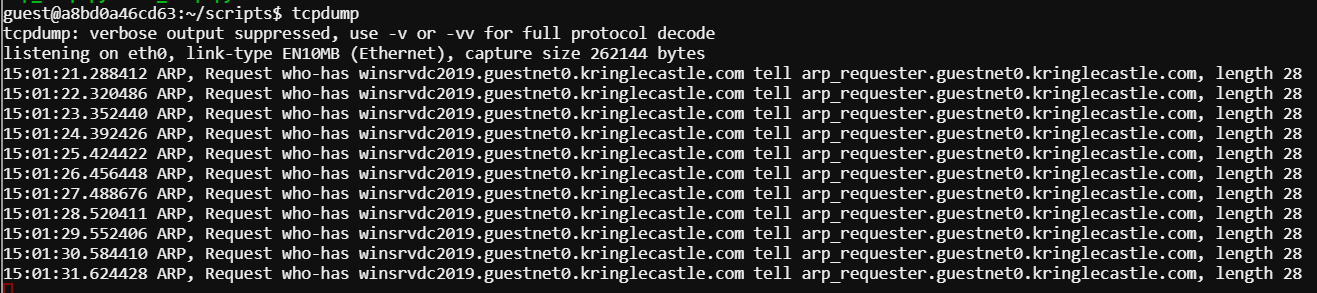 guest@a8bd0a46cd63:~/scripts$ tcpdump
tcpdump: verbose output suppressed, use -v or -vv for full protocol decode
listening on eth0, link-type EN10MB (Ethernet), capture size 262144 bytes
15:01:21.288412 ARP, Request who-has winsrvdc2019.guestnet0.kringlecastle.com tell arp_requester.guestnet0.kringlecastle.com, length 28
15:01:22.320486 ARP, Request who-has winsrvdc2019.guestnet0.kringlecastle.com tell arp_requester.guestnet0.kringlecastle.com, length 28
15:01:23.352440 ARP, Request who-has winsrvdc2019.guestnet0.kringlecastle.com tell arp_requester.guestnet0.kringlecastle.com, length 28
15:01:24.392426 ARP, Request who-has winsrvdc2019.guestnet0.kringlecastle.com tell arp_requester.guestnet0.kringlecastle.com, length 28
15:01:25.424422 ARP, Request who-has winsrvdc2019.guestnet0.kringlecastle.com tell arp_requester.guestnet0.kringlecastle.com, length 28
15:01:26.456448 ARP, Request who-has winsrvdc2019.guestnet0.kringlecastle.com tell arp_requester.guestnet0.kringlecastle.com, length 28
15:01:27.488676 ARP, Request who-has winsrvdc2019.guestnet0.kringlecastle.com tell arp_requester.guestnet0.kringlecastle.com, length 28
15:01:28.520411 ARP, Request who-has winsrvdc2019.guestnet0.kringlecastle.com tell arp_requester.guestnet0.kringlecastle.com, length 28
15:01:29.552406 ARP, Request who-has winsrvdc2019.guestnet0.kringlecastle.com tell arp_requester.guestnet0.kringlecastle.com, length 28
15:01:30.584410 ARP, Request who-has winsrvdc2019.guestnet0.kringlecastle.com tell arp_requester.guestnet0.kringlecastle.com, length 28
15:01:31.624428 ARP, Request who-has winsrvdc2019.guestnet0.kringlecastle.com tell arp_requester.guestnet0.kringlecastle.com, length 28